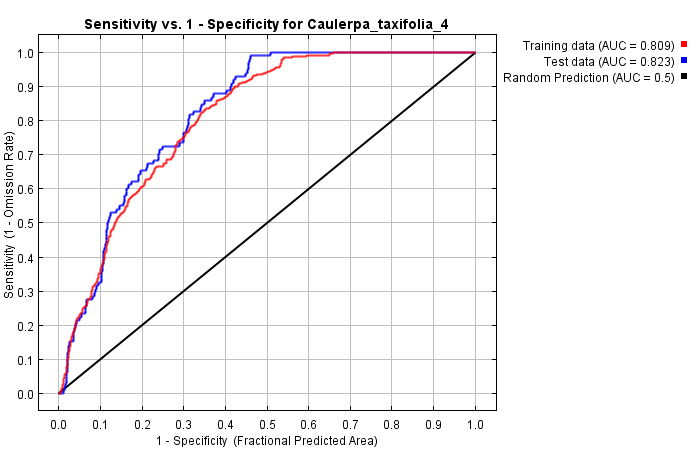 Sensitivity vs. 1 - Specificity for Caulerpa_taxifolia_4
Training data (AUC = 0.809)
Test data (AUC = 0.823)
Random Prediction (AUC = 0.5)
Sensitivity (1 - Omission Rate)
1.0
0.9
0.8
0.7
0.6
0.5
0.4
0.3
0.2
0.1
0.0
0.0 0.1 0.2 0.3 0.4 0.5 0.6 0.7 0.8 0.9 1.0
1 - Specificity (Fractional Predicted Area)